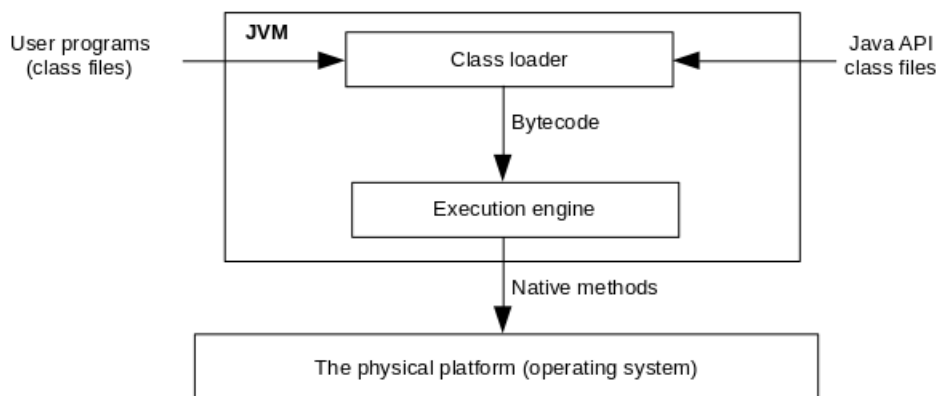 JVM
User programs
(class files)
Class loader
Java API
class files
Bytecode
Execution engine
Native methods
The physical platform (operating system)